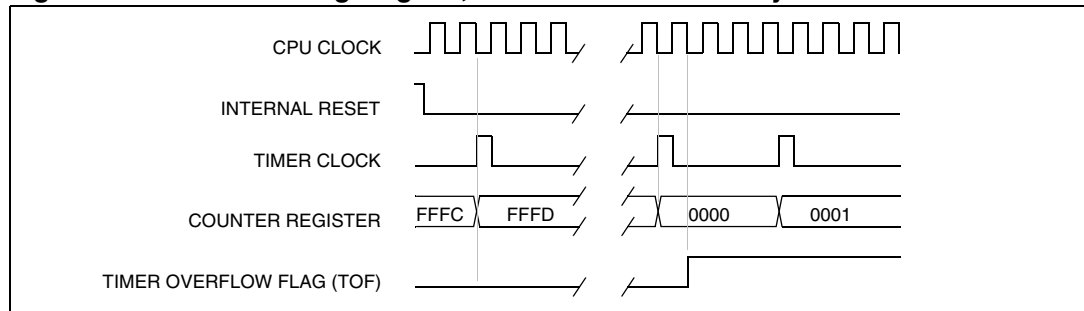 CPU CLOCK
INTERNAL RESET
TIMER CLOCK
COUNTER REGISTER FFFC FFFD 0000 0001
TIMER OVERFLOW FLAG (TOF)